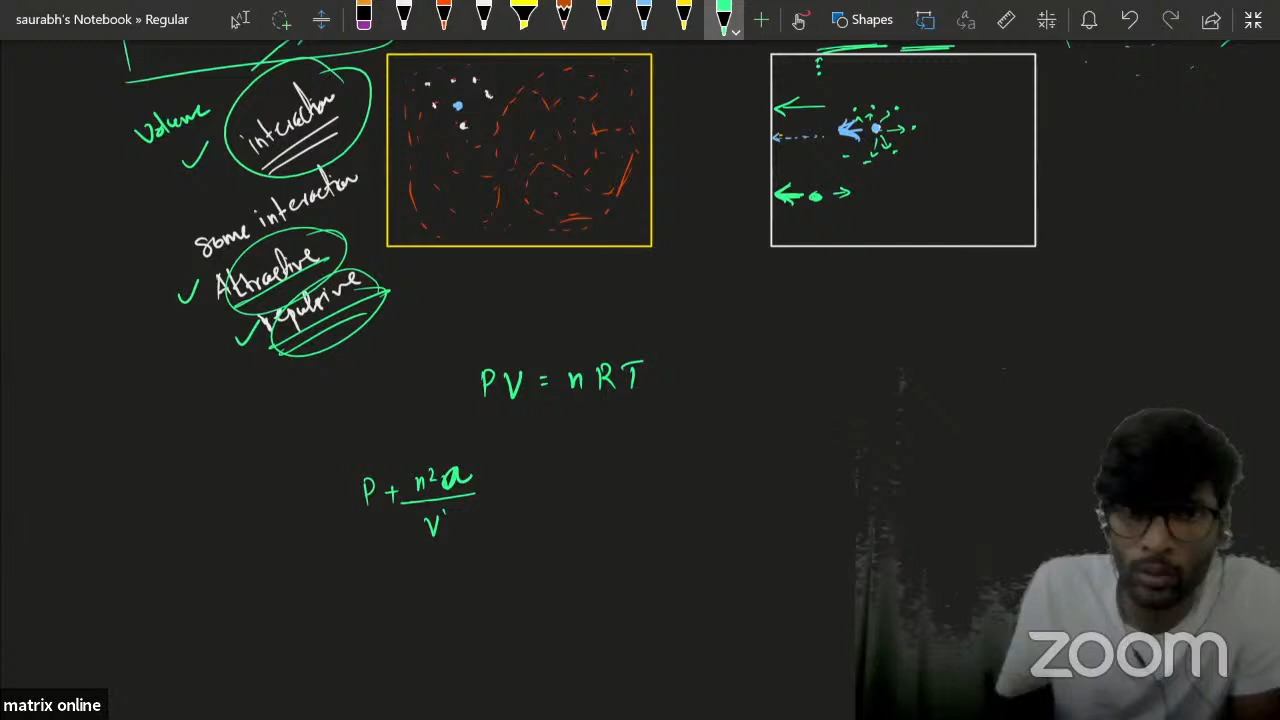 saurabh's Notebook » Regular
Shapes
Volume
interaction
some interaction
Attractive
repulsive
PV = nRT
P + n²a
V
zoom
matrix online